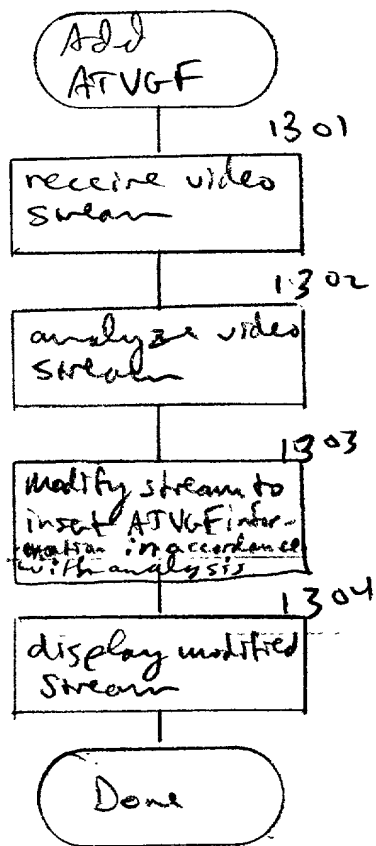 Add
ATVGF
1301
receive video
stream
1302
analyze video
stream
1303
modify stream to
insert ATVGF infor-
mation in accordance
with analysis
1304
display modified
stream
Done